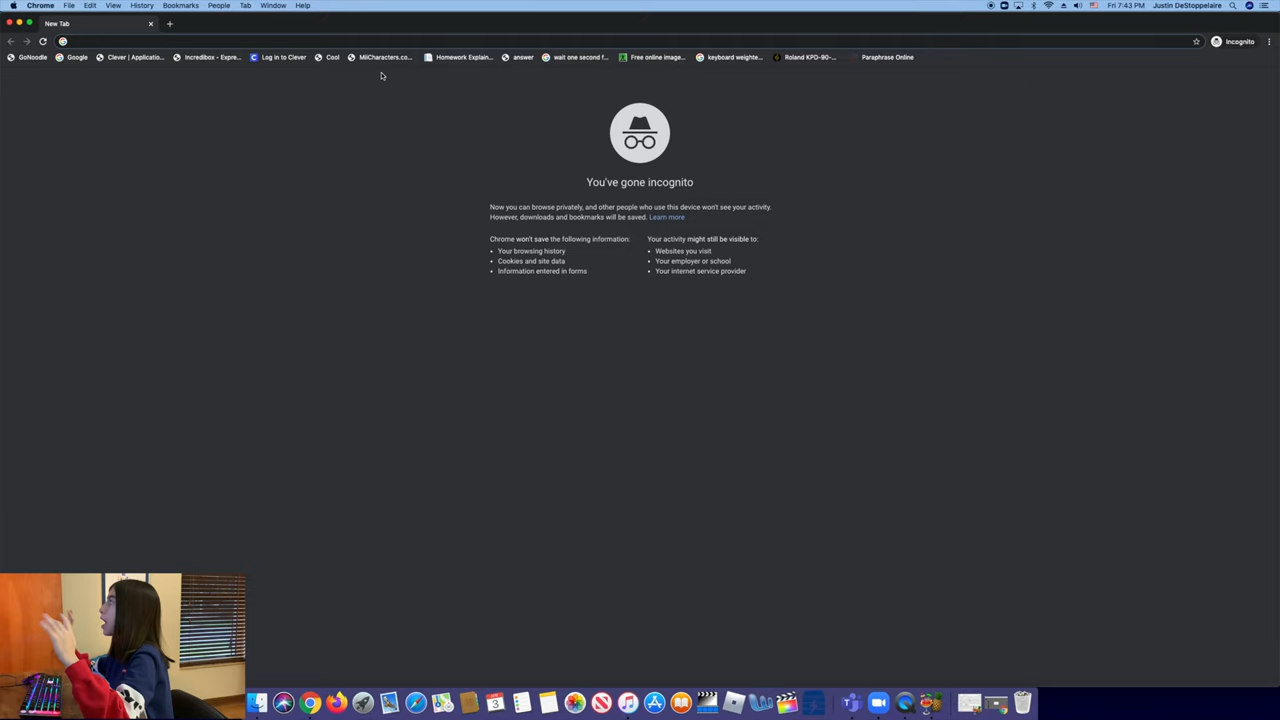 Chrome File Edit View History Bookmarks People Tab Window Help Fri 7:43 PM Justin DeStoppelaire
New Tab
Incognito
GoNoodle Google Clever | Applicatio... Incredibox - Expre... Log in to Clever Cool MiiCharacters.co... Homework Explain... answer wait one second f... Free online image... keyboard weighte... Roland KPD-90-... Paraphrase Online
You've gone incognito
Now you can browse privately, and other people who use this device won't see your activity.
However, downloads and bookmarks will be saved. Learn more
Chrome won't save the following information:
• Your browsing history
• Cookies and site data
• Information entered in forms
Your activity might still be visible to:
• Websites you visit
• Your employer or school
• Your internet service provider
3